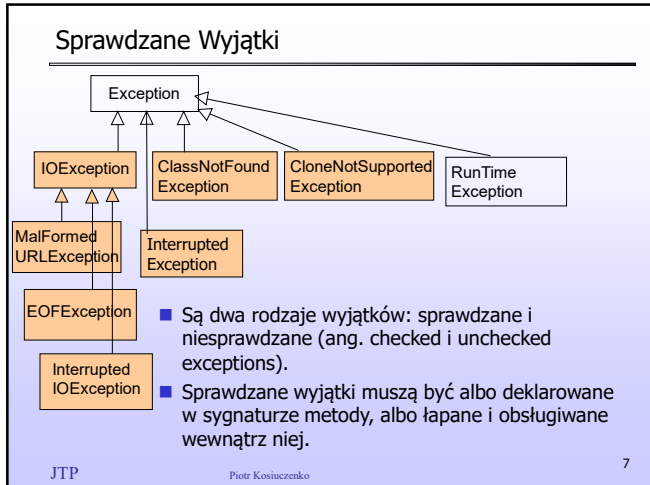 Sprawdzane Wyjątki
Exception
IOException
ClassNotFound
Exception
CloneNotSupported
Exception
RunTime
Exception
MalFormed
URLException
Interrupted
Exception
EOFException
Interrupted
IOException
Są dwa rodzaje wyjątków: sprawdzane i
niesprawdzane (ang. checked i unchecked
exceptions).
Sprawdzane wyjątki muszą być albo deklarowane
w sygnaturze metody, albo łapane i obsługiwane
wewnątrz niej.
JTP
Piotr Kosiuczenko
7